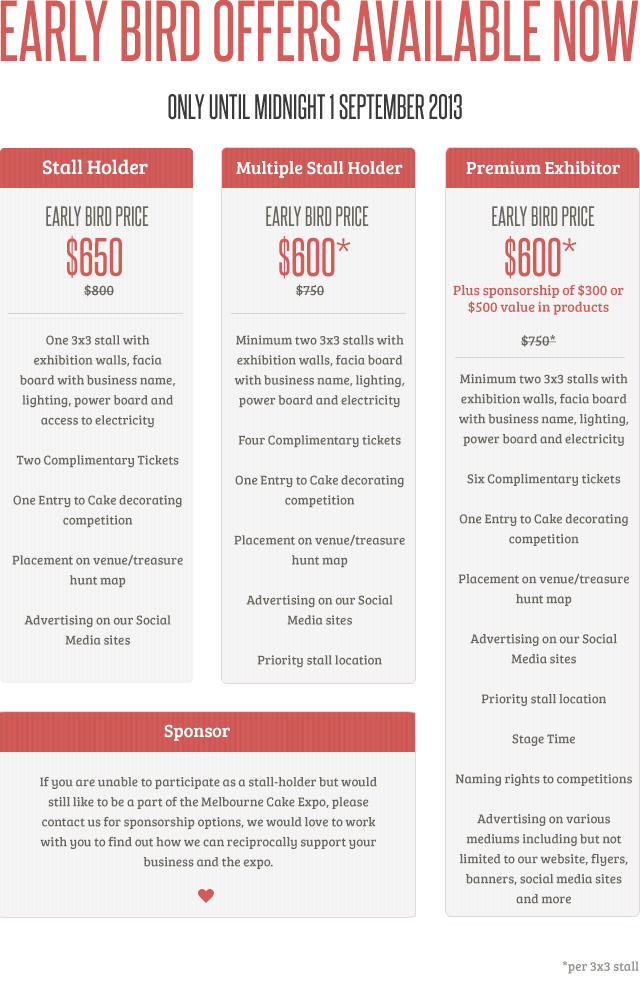 EARLY BIRD OFFERS AVAILABLE NOW
ONLY UNTIL MIDNIGHT 1 SEPTEMBER 2013
Stall Holder
EARLY BIRD PRICE
$650
$800
One 3x3 stall with
exhibition walls, facia
board with business name,
lighting, power board and
access to electricity
Two Complimentary Tickets
One Entry to Cake decorating
competition
Placement on venue/treasure
hunt map
Advertising on our Social
Media sites
Multiple Stall Holder
EARLY BIRD PRICE
$600*
$750
Minimum two 3x3 stalls with
exhibition walls, facia board
with business name, lighting,
power board and electricity
Four Complimentary tickets
One Entry to Cake decorating
competition
Placement on venue/treasure
hunt map
Advertising on our Social
Media sites
Priority stall location
Premium Exhibitor
EARLY BIRD PRICE
$600*
Plus sponsorship of $300 or
$500 value in products
$750*
Minimum two 3x3 stalls with
exhibition walls, facia board
with business name, lighting,
power board and electricity
Six Complimentary tickets
One Entry to Cake decorating
competition
Placement on venue/treasure
hunt map
Advertising on our Social
Media sites
Priority stall location
Stage Time
Naming rights to competitions
Advertising on various
mediums including but not
limited to our website, flyers,
banners, social media sites
and more
Sponsor
If you are unable to participate as a stall-holder but would
still like to be a part of the Melbourne Cake Expo, please
contact us for sponsorship options, we would love to work
with you to find out how we can reciprocally support your
business and the expo.
*per 3x3 stall